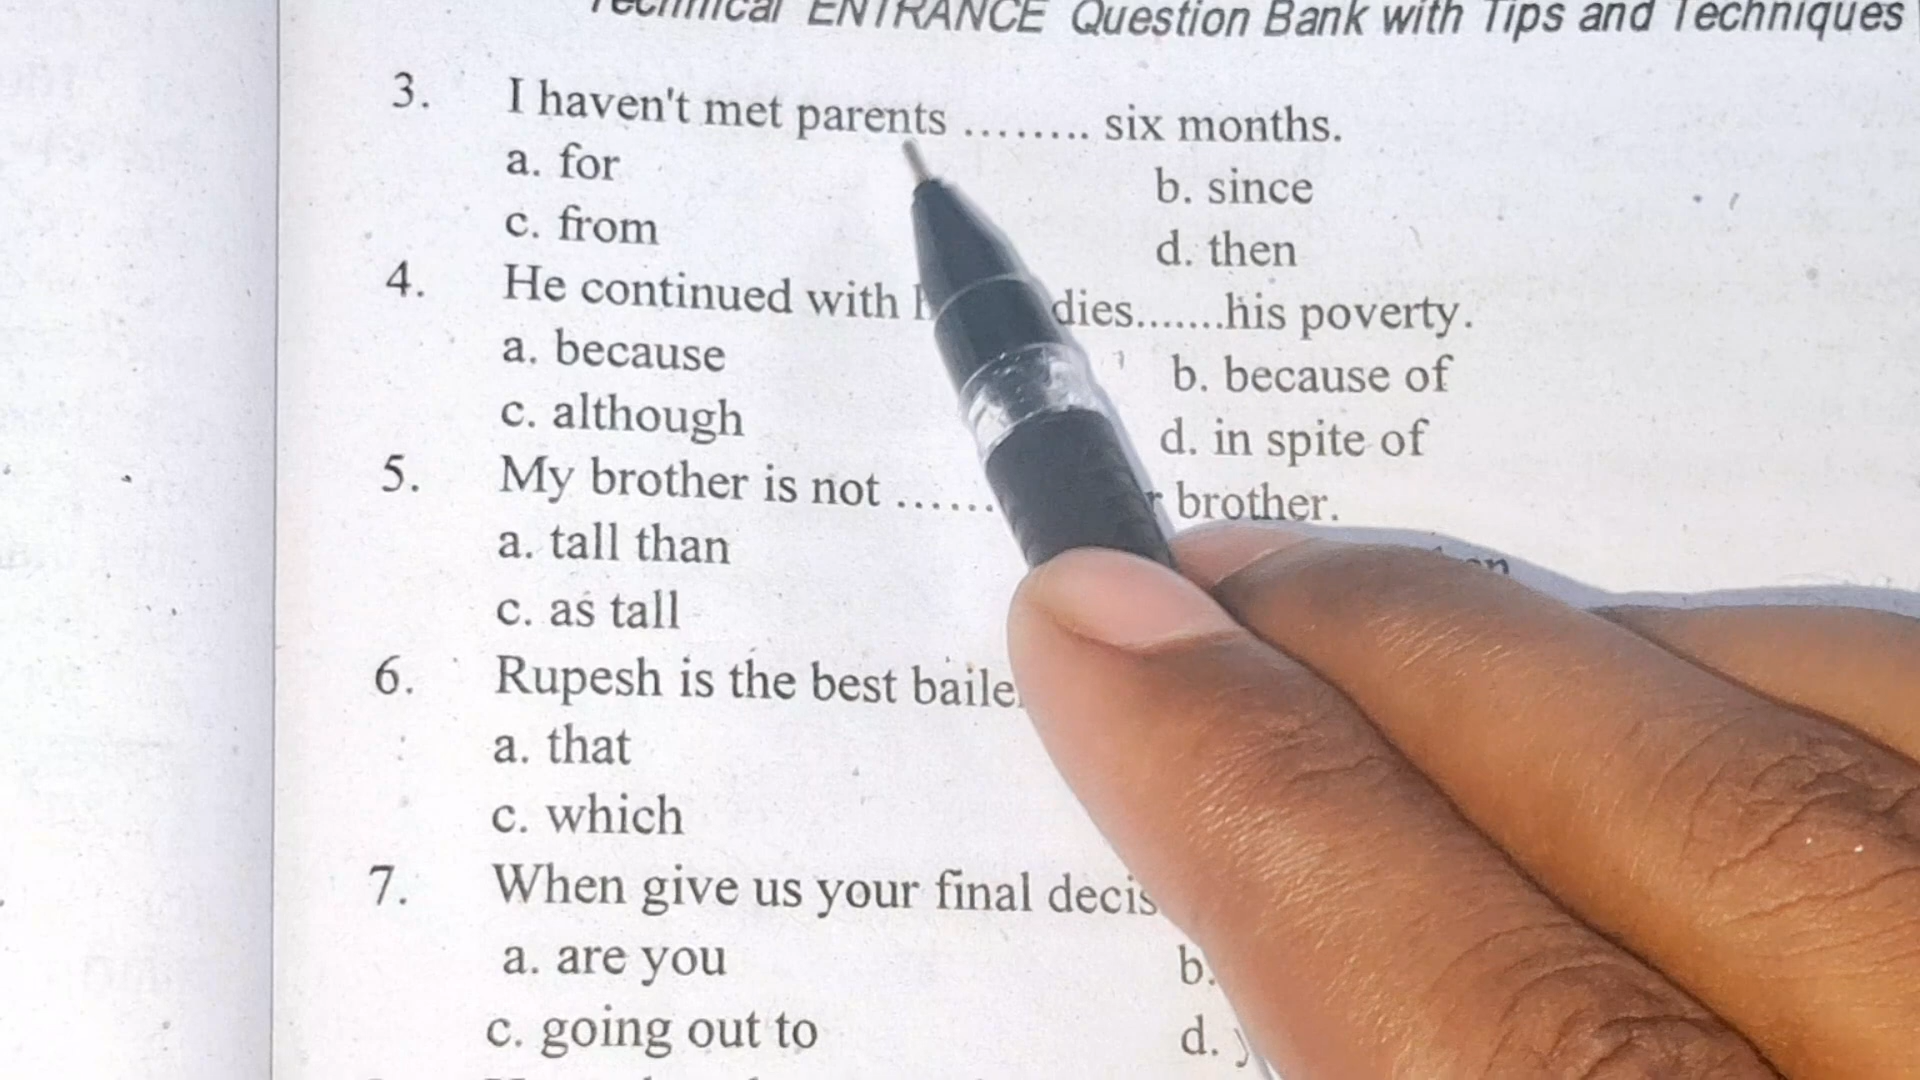 Technical ENTRANCE Question Bank with Tips and Techniques
3. I haven't met parents ........ six months.
a. for b. since
c. from d. then
4. He continued with dies.......his poverty.
a. because b. because of
c. although d. in spite of
5. My brother is not ...... brother.
a. tall than
c. as tall
6. Rupesh is the best
a. that
c. which
7. When give us your final
a. are you b.
c. going out to d.